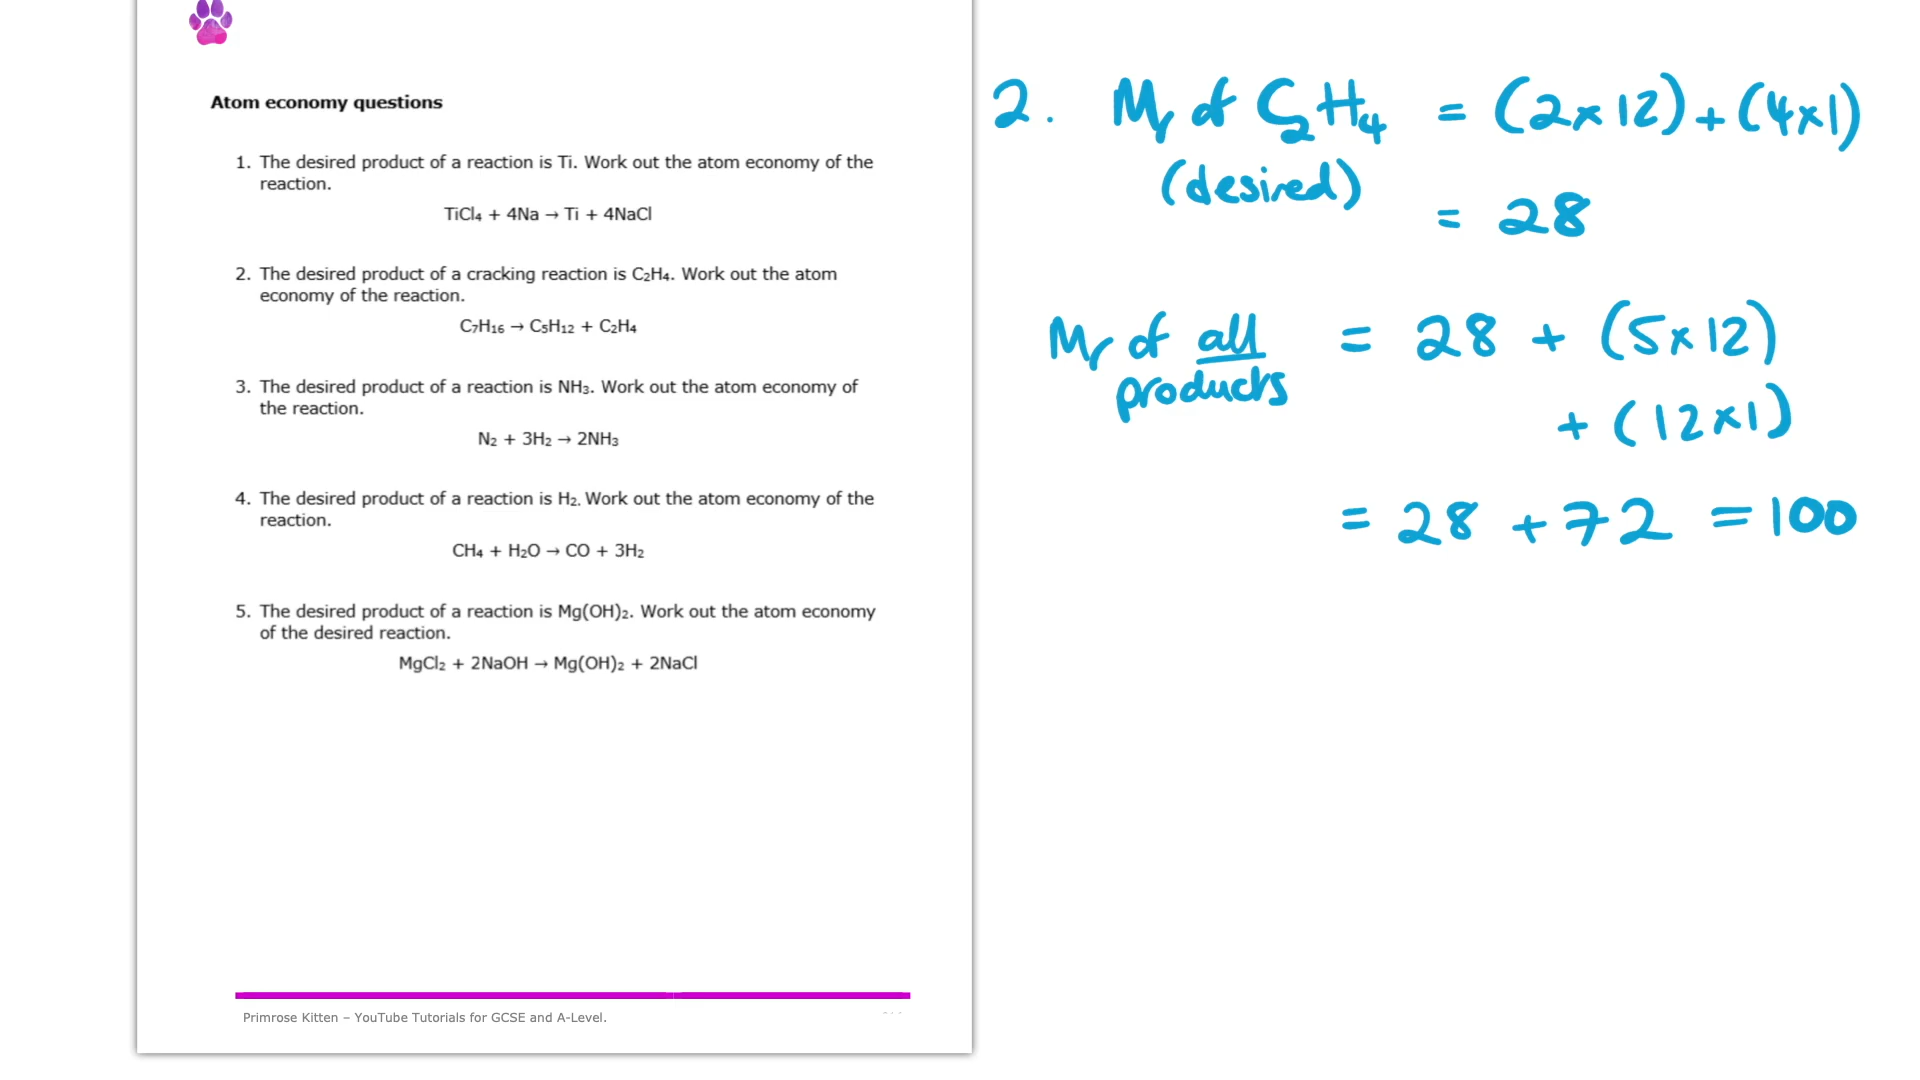 Atom economy questions
1. The desired product of a reaction is Ti. Work out the atom economy of the
reaction.
TiCl₄ + 4Na → Ti + 4NaCl
2. The desired product of a cracking reaction is C₂H₄. Work out the atom
economy of the reaction.
C₇H₁₆ → C₅H₁₂ + C₂H₄
3. The desired product of a reaction is NH₃. Work out the atom economy of
the reaction.
N₂ + 3H₂ → 2NH₃
4. The desired product of a reaction is H₂. Work out the atom economy of the
reaction.
CH₄ + H₂O → CO + 3H₂
5. The desired product of a reaction is Mg(OH)₂. Work out the atom economy
of the desired reaction.
MgCl₂ + 2NaOH → Mg(OH)₂ + 2NaCl
Primrose Kitten – YouTube Tutorials for GCSE and A-Level.
2. Mr of C₂H₄ = (2×12)+(4×1)
(desired)
= 28
Mr of all = 28 + (5×12)
products
+ (12×1)
= 28 + 72 = 100